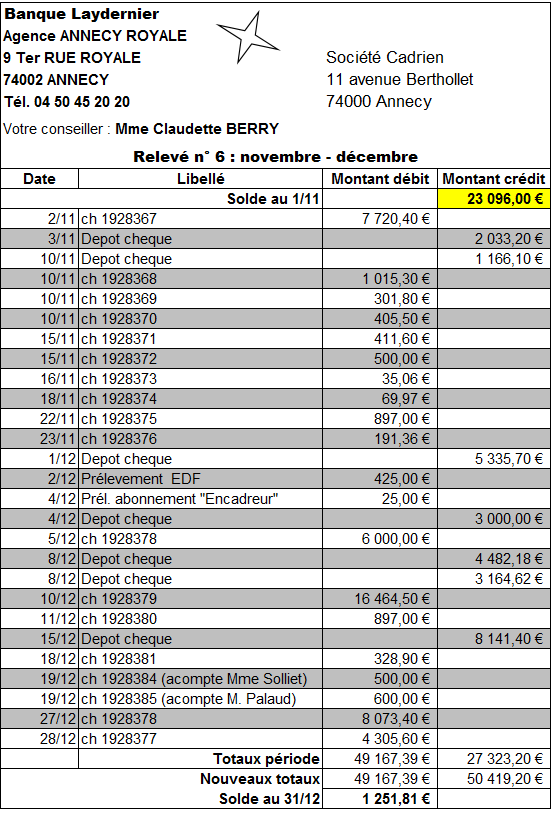 Banque Laydernier
Agence ANNECY ROYALE
9 Ter RUE ROYALE
74002 ANNECY
Tél. 04 50 45 20 20
Société Cadrien
11 avenue Berthollet
74000 Annecy
Votre conseiller : Mme Claudette BERRY
Relevé n° 6 : novembre - décembre
Date Libellé Montant débit Montant crédit
Solde au 1/11 23 096,00 €
2/11 ch 1928367 7 720,40 €
3/11 Depot cheque 2 033,20 €
10/11 Depot cheque 1 166,10 €
10/11 ch 1928368 1 015,30 €
10/11 ch 1928369 301,80 €
10/11 ch 1928370 405,50 €
15/11 ch 1928371 411,60 €
15/11 ch 1928372 500,00 €
16/11 ch 1928373 35,06 €
18/11 ch 1928374 69,97 €
22/11 ch 1928375 897,00 €
23/11 ch 1928376 191,36 €
1/12 Depot cheque 5 335,70 €
2/12 Prélevement EDF 425,00 €
4/12 Prél. abonnement "Encadreur" 25,00 €
4/12 Depot cheque 3 000,00 €
5/12 ch 1928378 6 000,00 €
8/12 Depot cheque 4 482,18 €
8/12 Depot cheque 3 164,62 €
10/12 ch 1928379 16 464,50 €
11/12 ch 1928380 897,00 €
15/12 Depot cheque 8 141,40 €
18/12 ch 1928381 328,90 €
19/12 ch 1928384 (acompte Mme Solliet) 500,00 €
19/12 ch 1928385 (acompte M. Palaud) 600,00 €
27/12 ch 1928378 8 073,40 €
28/12 ch 1928377 4 305,60 €
Totaux période 49 167,39 € 27 323,20 €
Nouveaux totaux 49 167,39 € 50 419,20 €
Solde au 31/12 1 251,81 €